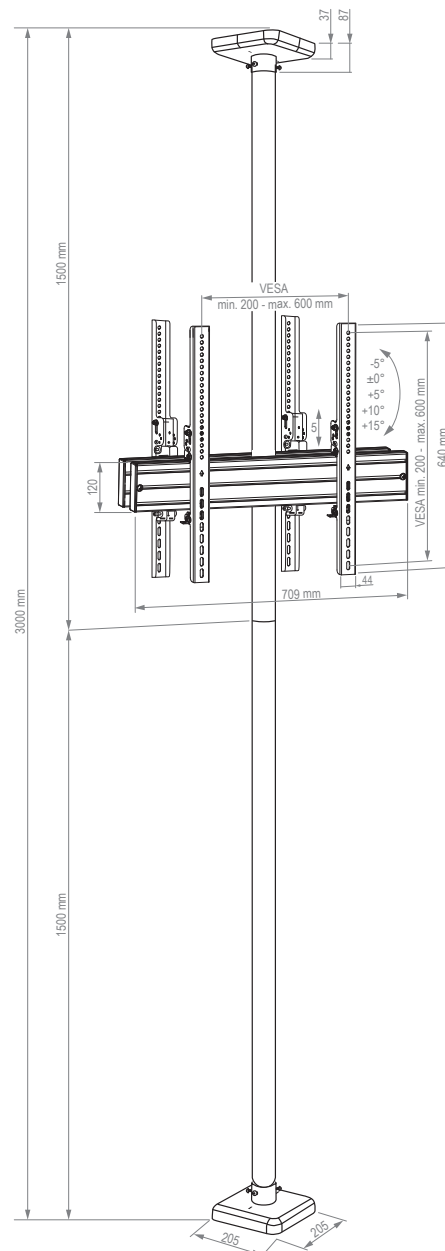 37
87
1500 mm
VESA
min. 200 - max. 600 mm
-5°
±0°
+5°
+10°
+15°
5
VESA min. 200 - max. 600 mm
640 mm
120
44
709 mm
3000 mm
1500 mm
205
205